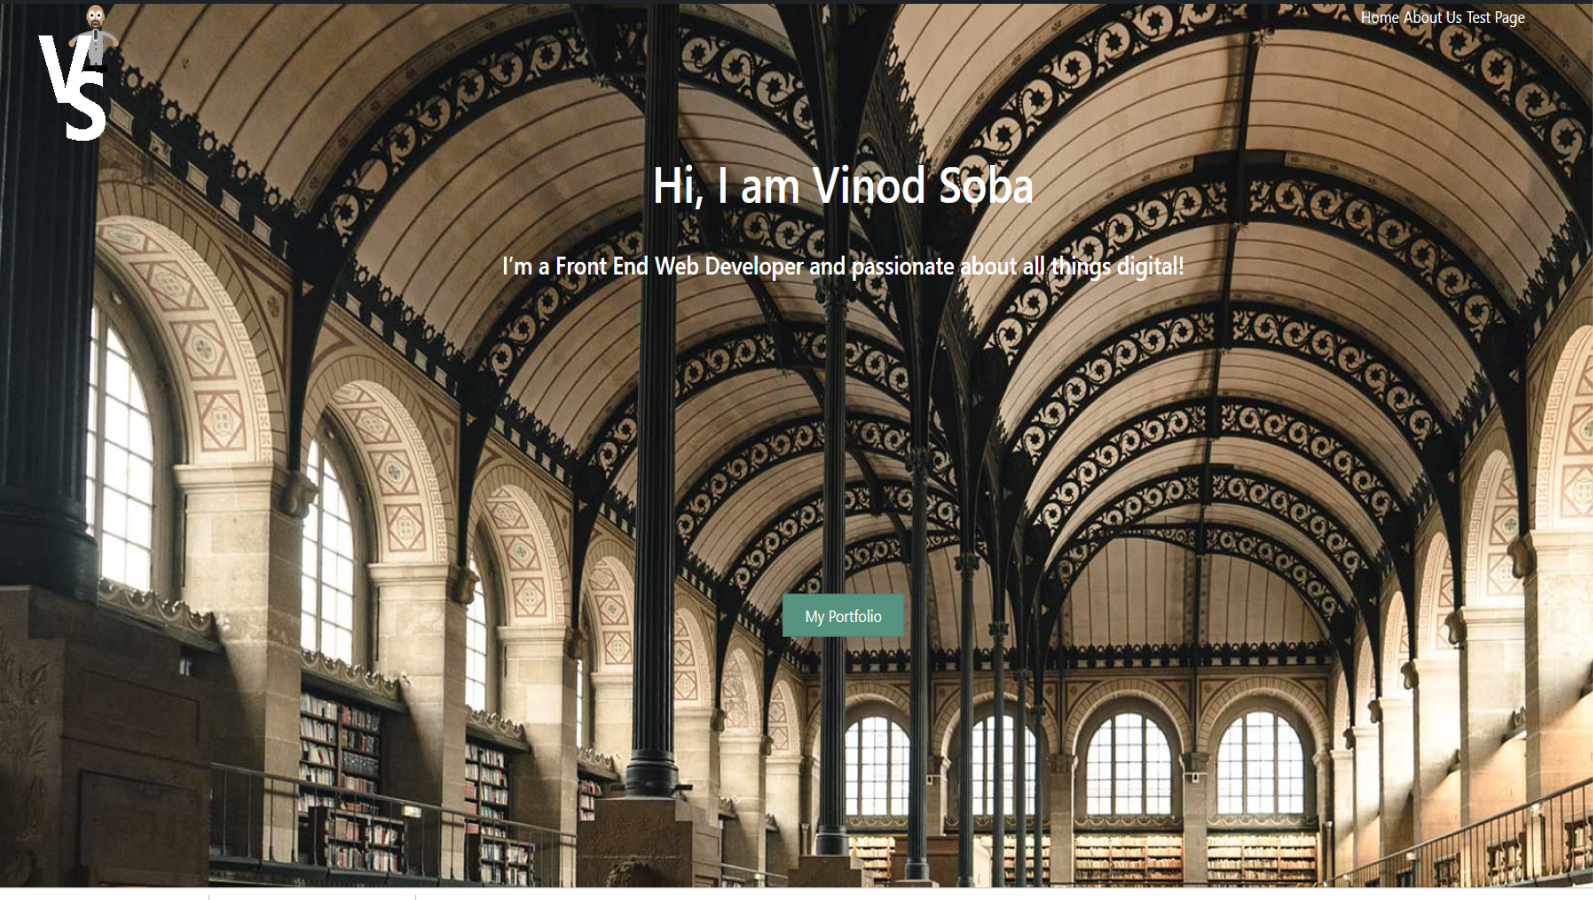 VS
Home About Us Test Page
Hi, I am Vinod Soba
I'm a Front End Web Developer and passionate about all things digital!
My Portfolio